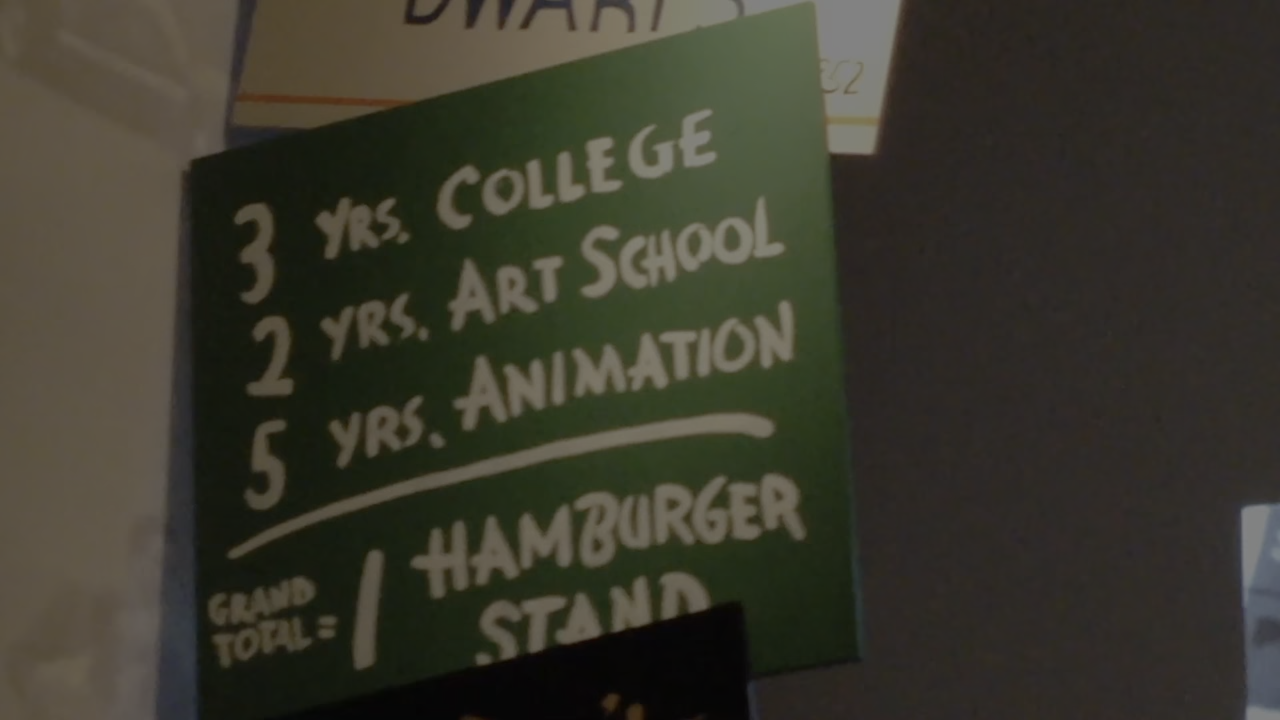 3 YRS. COLLEGE
2 YRS. ART SCHOOL
5 YRS. ANIMATION
GRAND TOTAL = 1 HAMBURGER
STAND